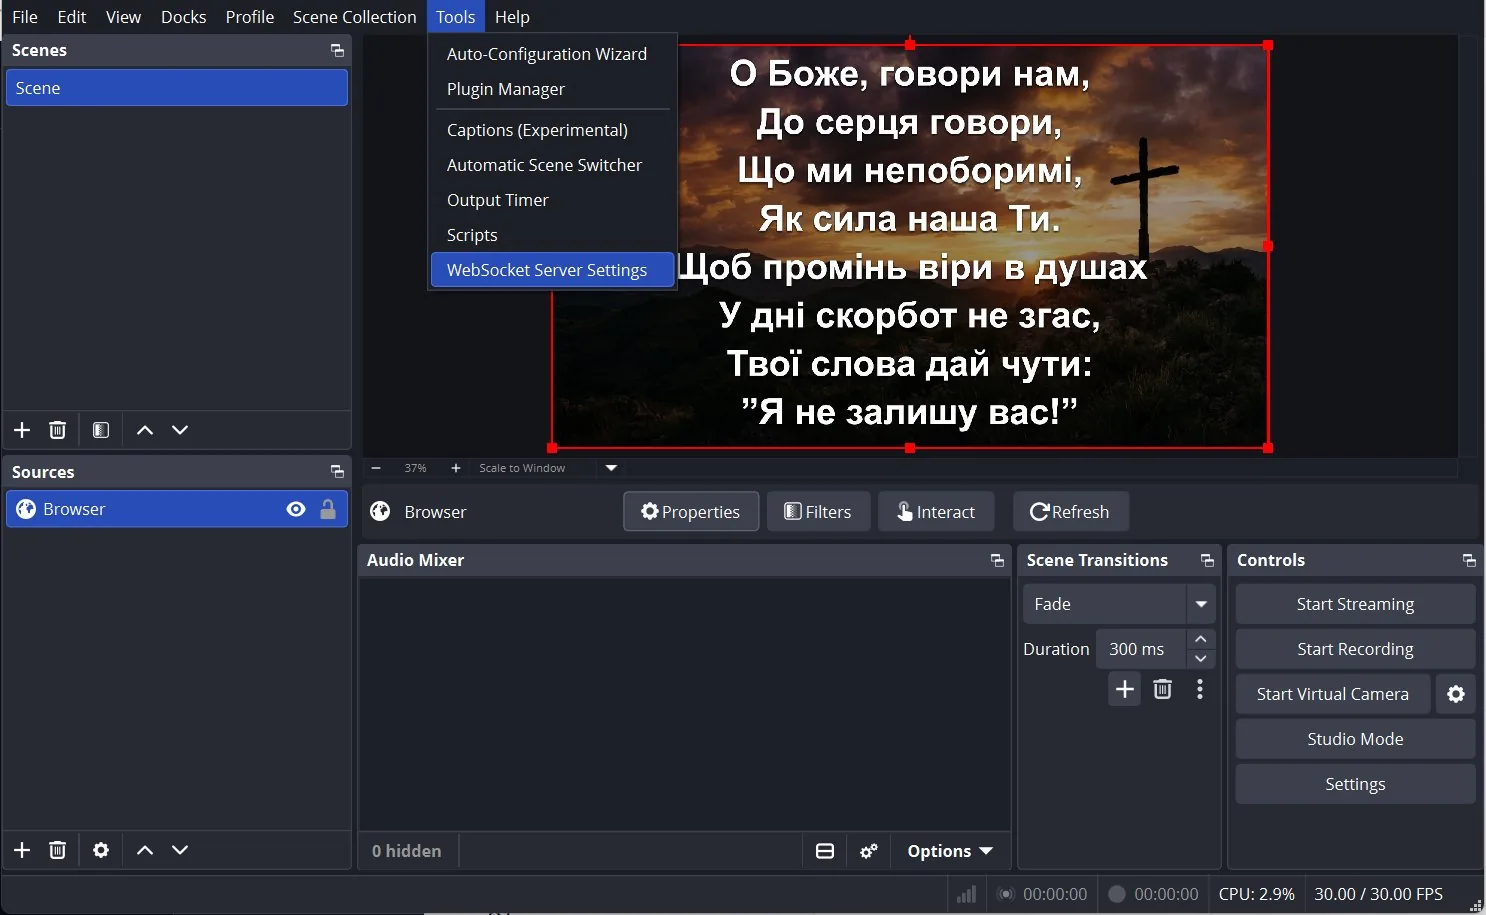 File Edit View Docks Profile Scene Collection Tools Help
Scenes
Scene
Auto-Configuration Wizard
Plugin Manager
Captions (Experimental)
Automatic Scene Switcher
Output Timer
Scripts
WebSocket Server Settings
О Боже, говори нам,
До серця говори,
Що ми непоборимі,
Як сила наша Ти.
Щоб промінь віри в душах
У дні скорбот не згас,
Твої слова дай чути:
”Я не залишу вас!”
37% Scale to Window
Sources
Browser
Browser Properties Filters Interact Refresh
Audio Mixer
0 hidden Options
Scene Transitions
Fade
Duration 300 ms
Controls
Start Streaming
Start Recording
Start Virtual Camera
Studio Mode
Settings
00:00:00 00:00:00 CPU: 2.9% 30.00 / 30.00 FPS